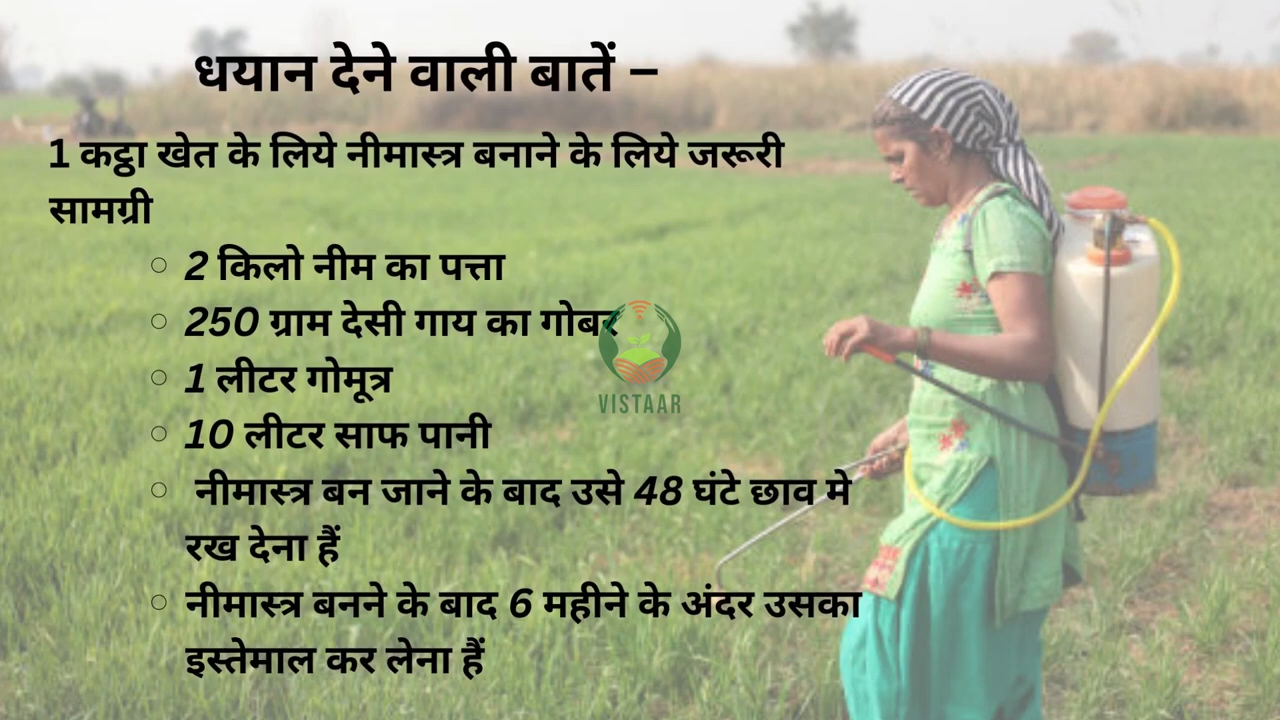 धयान देने वाली बातें –
1 कट्ठा खेत के लिये नीमास्त्र बनाने के लिये जरूरी
सामग्री
2 किलो नीम का पत्ता
250 ग्राम देसी गाय का गोबर
1 लीटर गोमूत्र
10 लीटर साफ पानी
नीमास्त्र बन जाने के बाद उसे 48 घंटे छाव मे
रख देना हैं
नीमास्त्र बनने के बाद 6 महीने के अंदर उसका
इस्तेमाल कर लेना हैं
VISTAAR